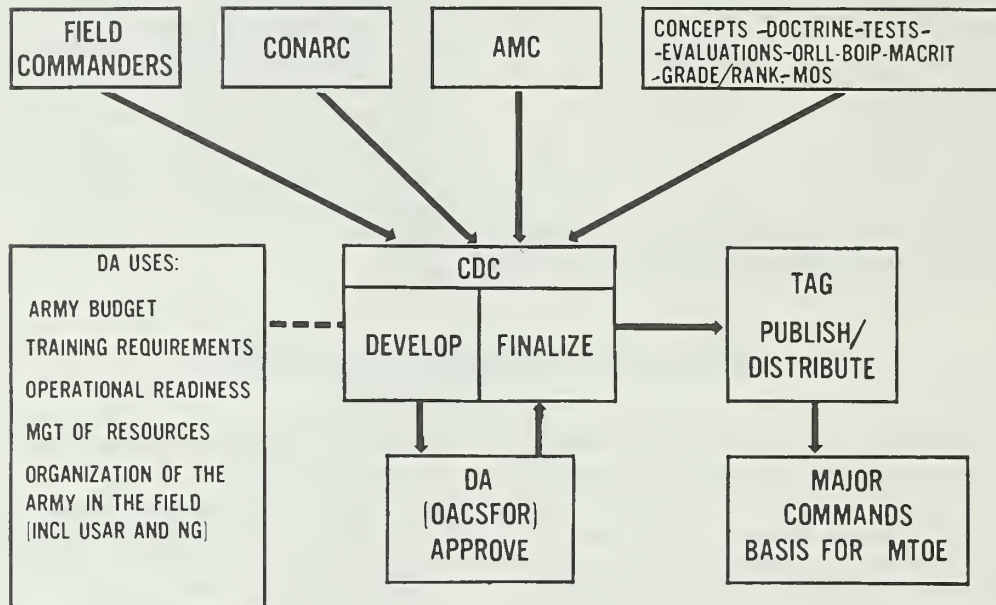 FIELD
COMMANDERS
CONARC
AMC
CONCEPTS -DOCTRINE-TESTS-
-EVALUATIONS-ORLL-BOIP-MACRIT
-GRADE/RANK-MOS
DA USES:
ARMY BUDGET
TRAINING REQUIREMENTS
OPERATIONAL READINESS
MGT OF RESOURCES
ORGANIZATION OF THE
ARMY IN THE FIELD
(INCL USAR AND NG)
CDC
DEVELOP
FINALIZE
DA
(OACSFOR)
APPROVE
TAG
PUBLISH/
DISTRIBUTE
MAJOR
COMMANDS
BASIS FOR MTOE